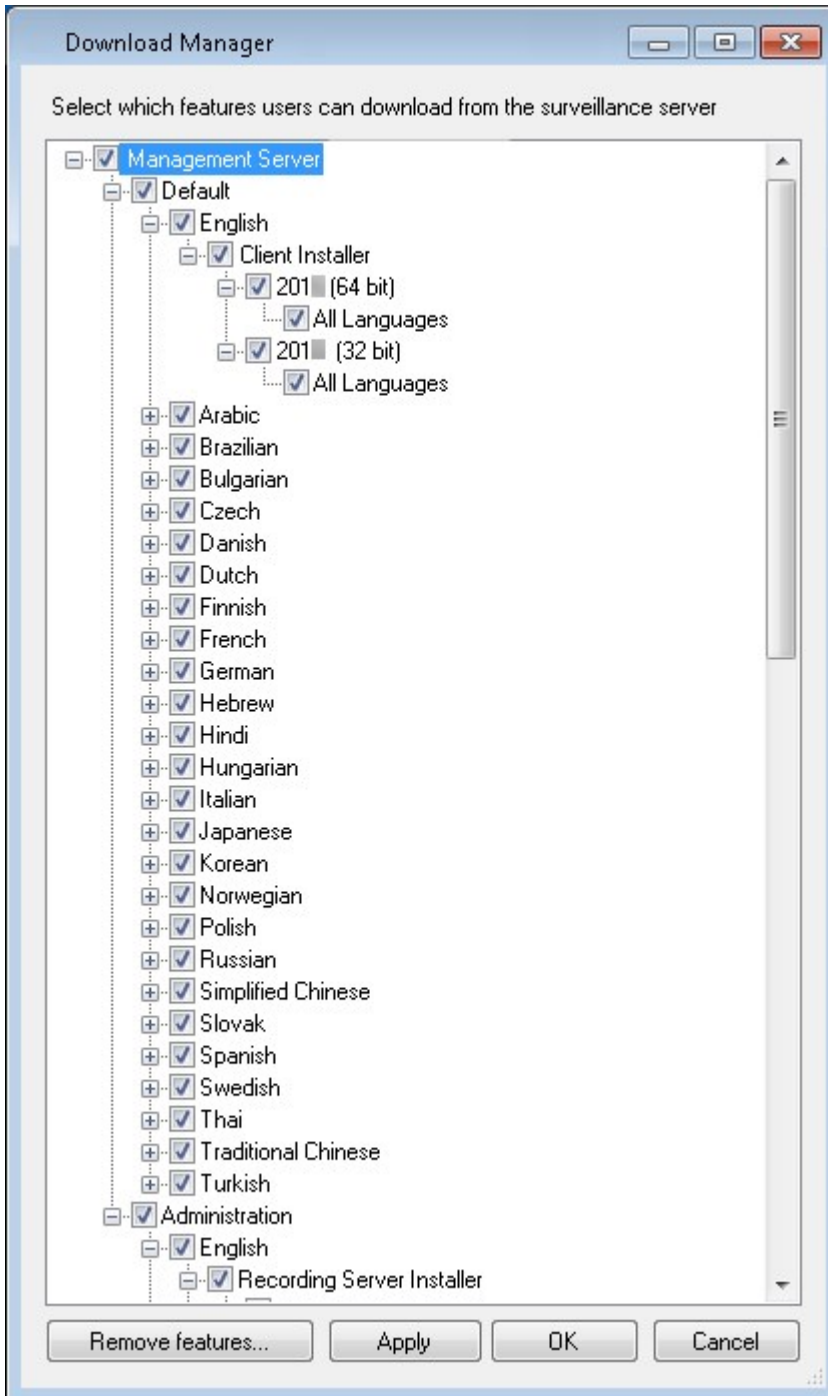 Download Manager
Select which features users can download from the surveillance server
Management Server
Default
English
Client Installer
201 (64 bit)
All Languages
201 (32 bit)
All Languages
Arabic
Brazilian
Bulgarian
Czech
Danish
Dutch
Finnish
French
German
Hebrew
Hindi
Hungarian
Italian
Japanese
Korean
Norwegian
Polish
Russian
Simplified Chinese
Slovak
Spanish
Swedish
Thai
Traditional Chinese
Turkish
Administration
English
Recording Server Installer
Remove features... Apply OK Cancel